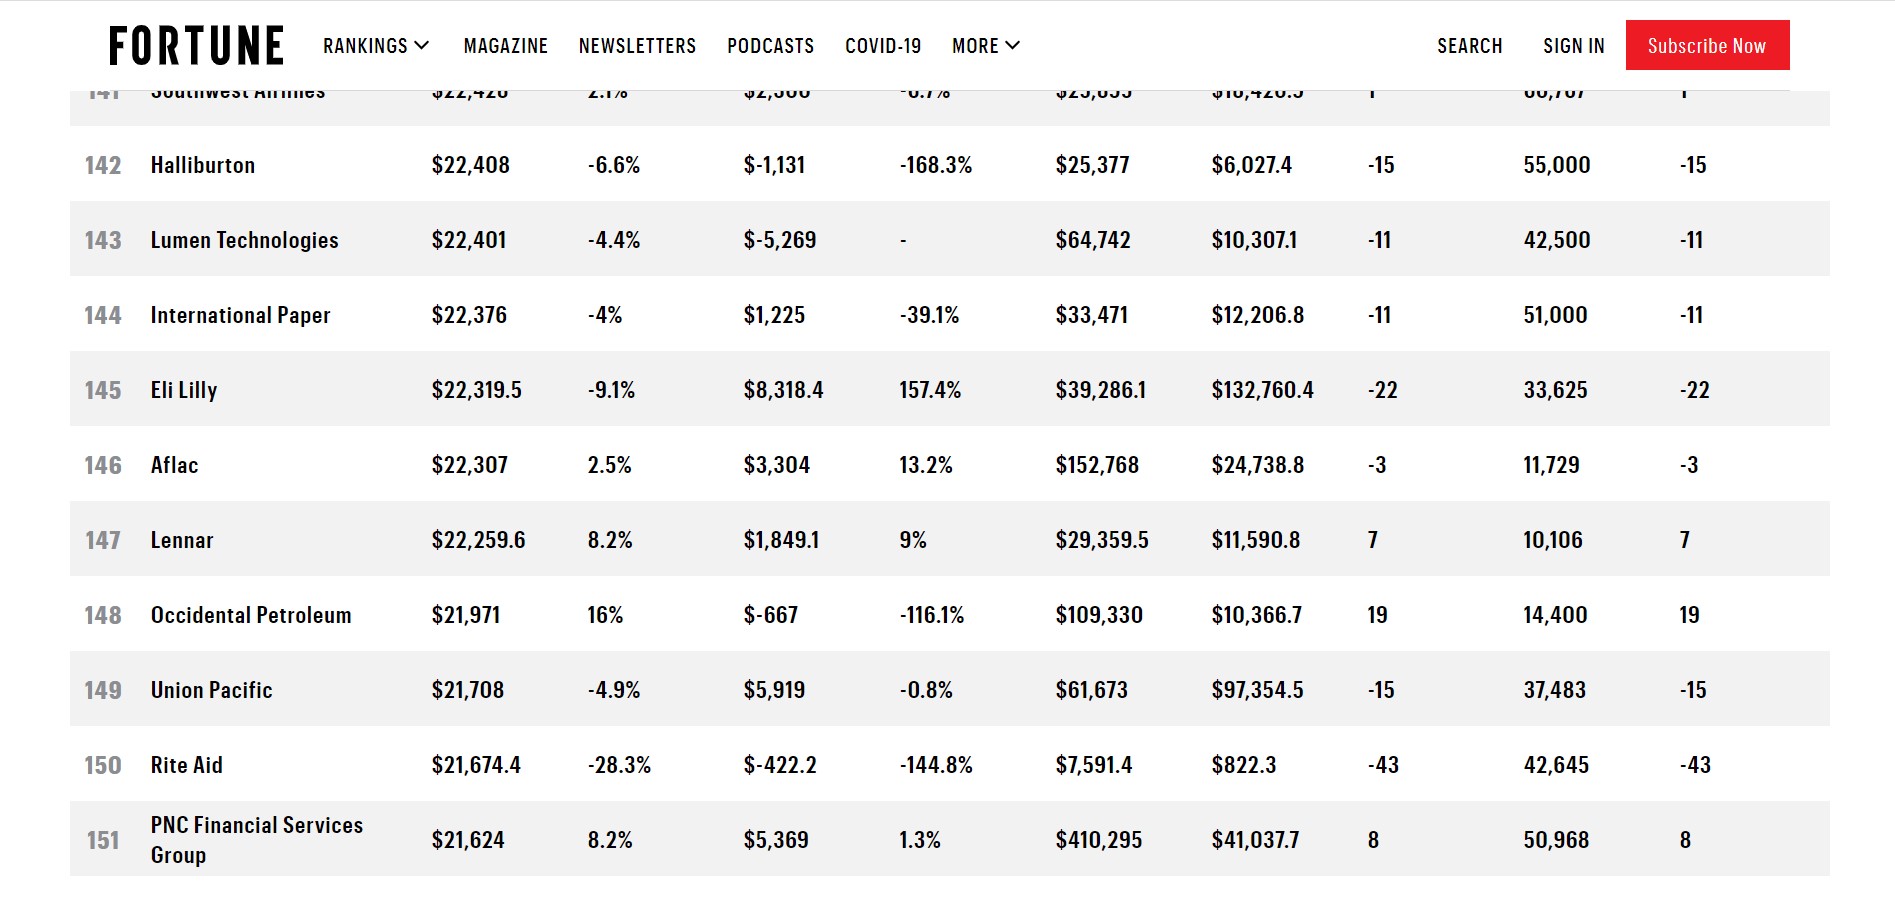 FORTUNE RANKINGS MAGAZINE NEWSLETTERS PODCASTS COVID-19 MORE SEARCH SIGN IN Subscribe Now
141 Southwest Airlines
142 Halliburton $22,408 -6.6% $-1,131 -168.3% $25,377 $6,027.4 -15 55,000 -15
143 Lumen Technologies $22,401 -4.4% $-5,269 - $64,742 $10,307.1 -11 42,500 -11
144 International Paper $22,376 -4% $1,225 -39.1% $33,471 $12,206.8 -11 51,000 -11
145 Eli Lilly $22,319.5 -9.1% $8,318.4 157.4% $39,286.1 $132,760.4 -22 33,625 -22
146 Aflac $22,307 2.5% $3,304 13.2% $152,768 $24,738.8 -3 11,729 -3
147 Lennar $22,259.6 8.2% $1,849.1 9% $29,359.5 $11,590.8 7 10,106 7
148 Occidental Petroleum $21,971 16% $-667 -116.1% $109,330 $10,366.7 19 14,400 19
149 Union Pacific $21,708 -4.9% $5,919 -0.8% $61,673 $97,354.5 -15 37,483 -15
150 Rite Aid $21,674.4 -28.3% $-422.2 -144.8% $7,591.4 $822.3 -43 42,645 -43
151 PNC Financial Services
Group $21,624 8.2% $5,369 1.3% $410,295 $41,037.7 8 50,968 8